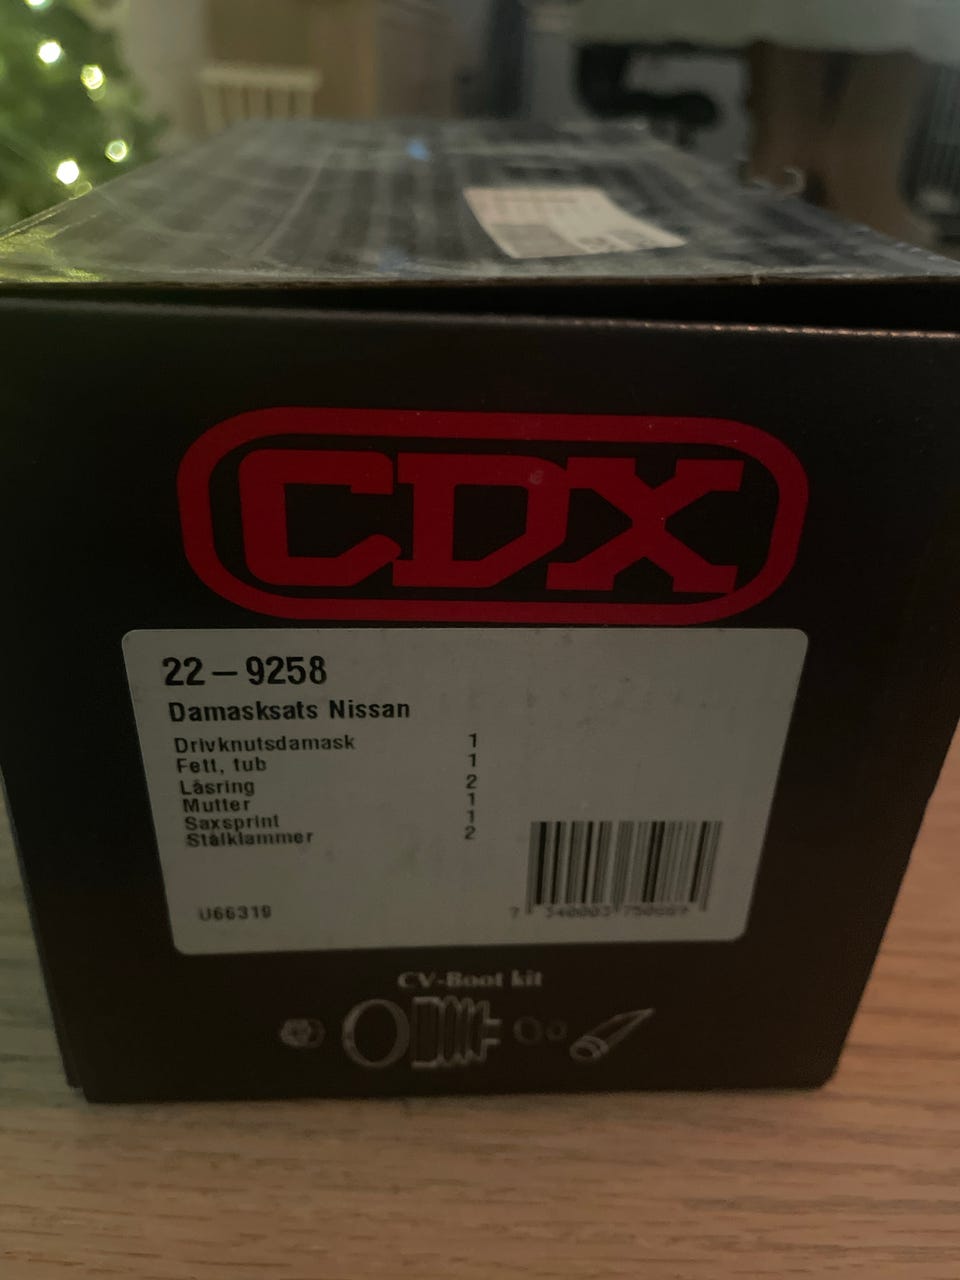 CDX
22-9258
Damasksats Nissan
Drivknutsdamask 1
Fett, tub 1
Låsring 2
Mutter 1
Saxsprint 1
Stålklammer 2
U66319
CV-Boot kit